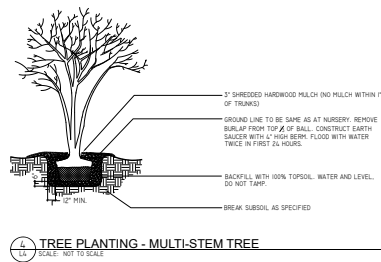 3" SHREDDED HARDWOOD MULCH (NO MULCH WITHIN 1"
OF TRUNKS)
GROUND LINE TO BE SAME AS AT NURSERY. REMOVE
BURLAP FROM TOP OF BALL. CONSTRUCT EARTH
SAUCER WITH 4" HIGH BERM. FLOOD WITH WATER
TWICE IN FIRST 24 HOURS.
BACKFILL WITH 100% TOPSOIL. WATER AND LEVEL.
DO NOT TAMP.
6"
12" MIN.
BREAK SUBSOIL AS SPECIFIED
4
L4
TREE PLANTING - MULTI-STEM TREE
SCALE: NOT TO SCALE